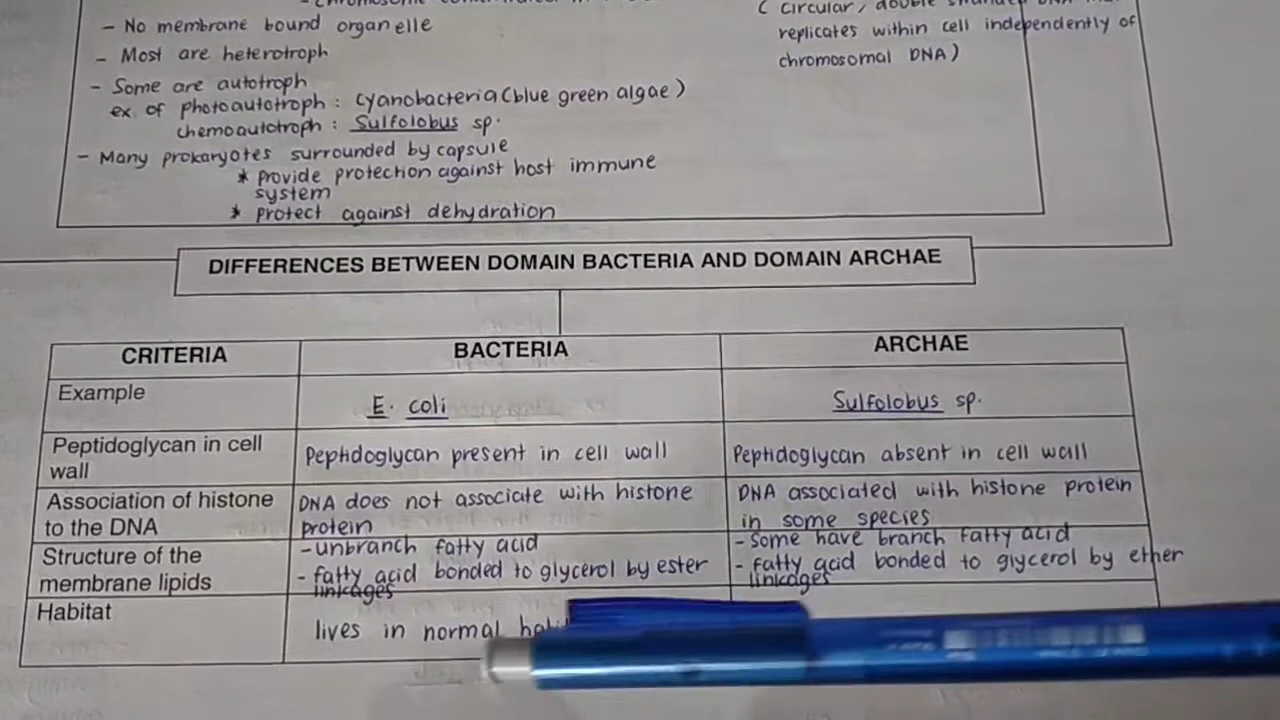 - No membrane bound organelle
- Most are heterotroph
- Some are autotroph
ex of photoautotroph : cyanobacteria (blue green algae)
chemoautotroph : Sulfolobus sp.
- Many prokaryotes surrounded by capsule
* provide protection against host immune
system
* protect against dehydration
( circular, double
replicates within cell independently of
chromosomal DNA)
DIFFERENCES BETWEEN DOMAIN BACTERIA AND DOMAIN ARCHAE
CRITERIA
BACTERIA
ARCHAE
Example
E. coli
Sulfolobus sp.
Peptidoglycan in cell
wall
Peptidoglycan present in cell wall
Peptidoglycan absent in cell wall
Association of histone
to the DNA
DNA does not associate with histone
protein
DNA associated with histone protein
in some species
Structure of the
membrane lipids
- unbranch fatty acid
- fatty acid bonded to glycerol by ester
linkages
- Some have branch fatty acid
- fatty acid bonded to glycerol by ether
linkages
Habitat
lives in normal